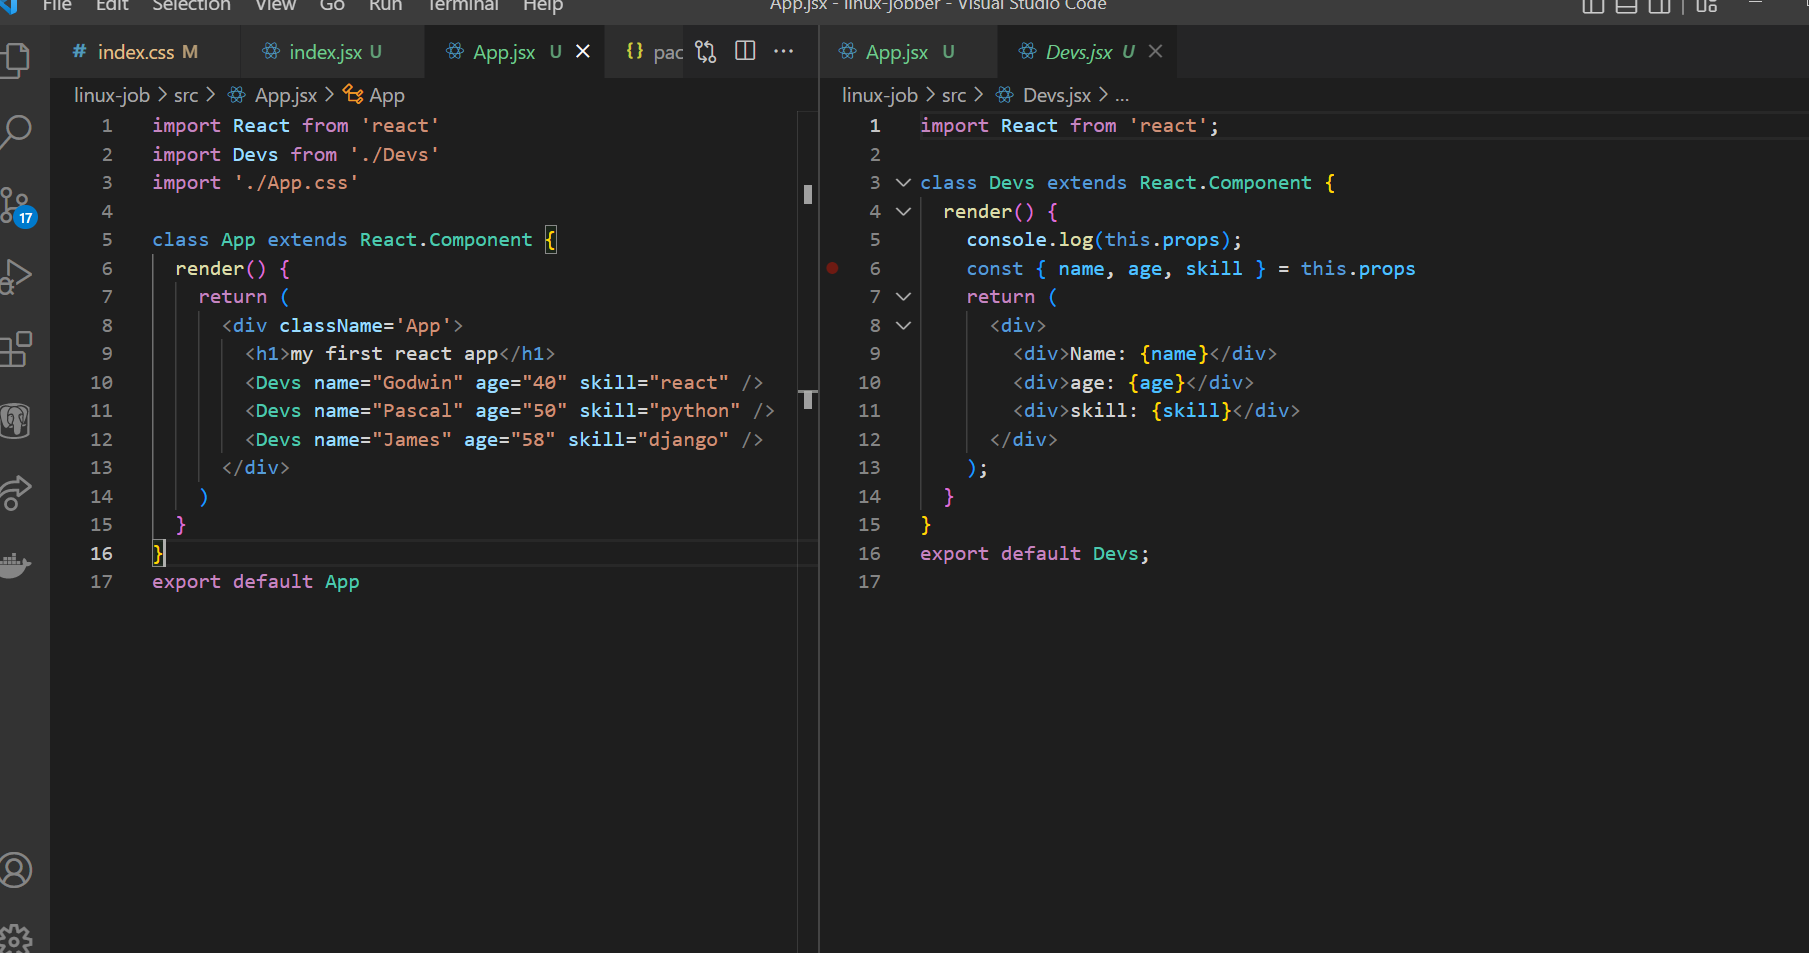 File Edit Selection View Go Run Terminal Help App.jsx - linux-jobber - Visual Studio Code
# index.css M index.jsx U App.jsx U {} pac App.jsx U Devs.jsx U
linux-job > src > App.jsx > App
1 import React from 'react'
2 import Devs from './Devs'
3 import './App.css'
4
5 class App extends React.Component {
6 render() {
7 return (
8 <div className='App'>
9 <h1>my first react app</h1>
10 <Devs name="Godwin" age="40" skill="react" />
11 <Devs name="Pascal" age="50" skill="python" />
12 <Devs name="James" age="58" skill="django" />
13 </div>
14 )
15 }
16 }
17 export default App
linux-job > src > Devs.jsx > ...
1 import React from 'react';
2
3 class Devs extends React.Component {
4 render() {
5 console.log(this.props);
6 const { name, age, skill } = this.props
7 return (
8 <div>
9 <div>Name: {name}</div>
10 <div>age: {age}</div>
11 <div>skill: {skill}</div>
12 </div>
13 );
14 }
15 }
16 export default Devs;
17
17